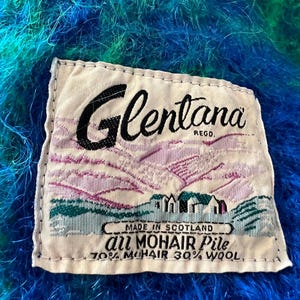 Glentana
REGD.
MADE IN SCOTLAND
all MOHAIR Pile
70% MOHAIR 30% WOOL